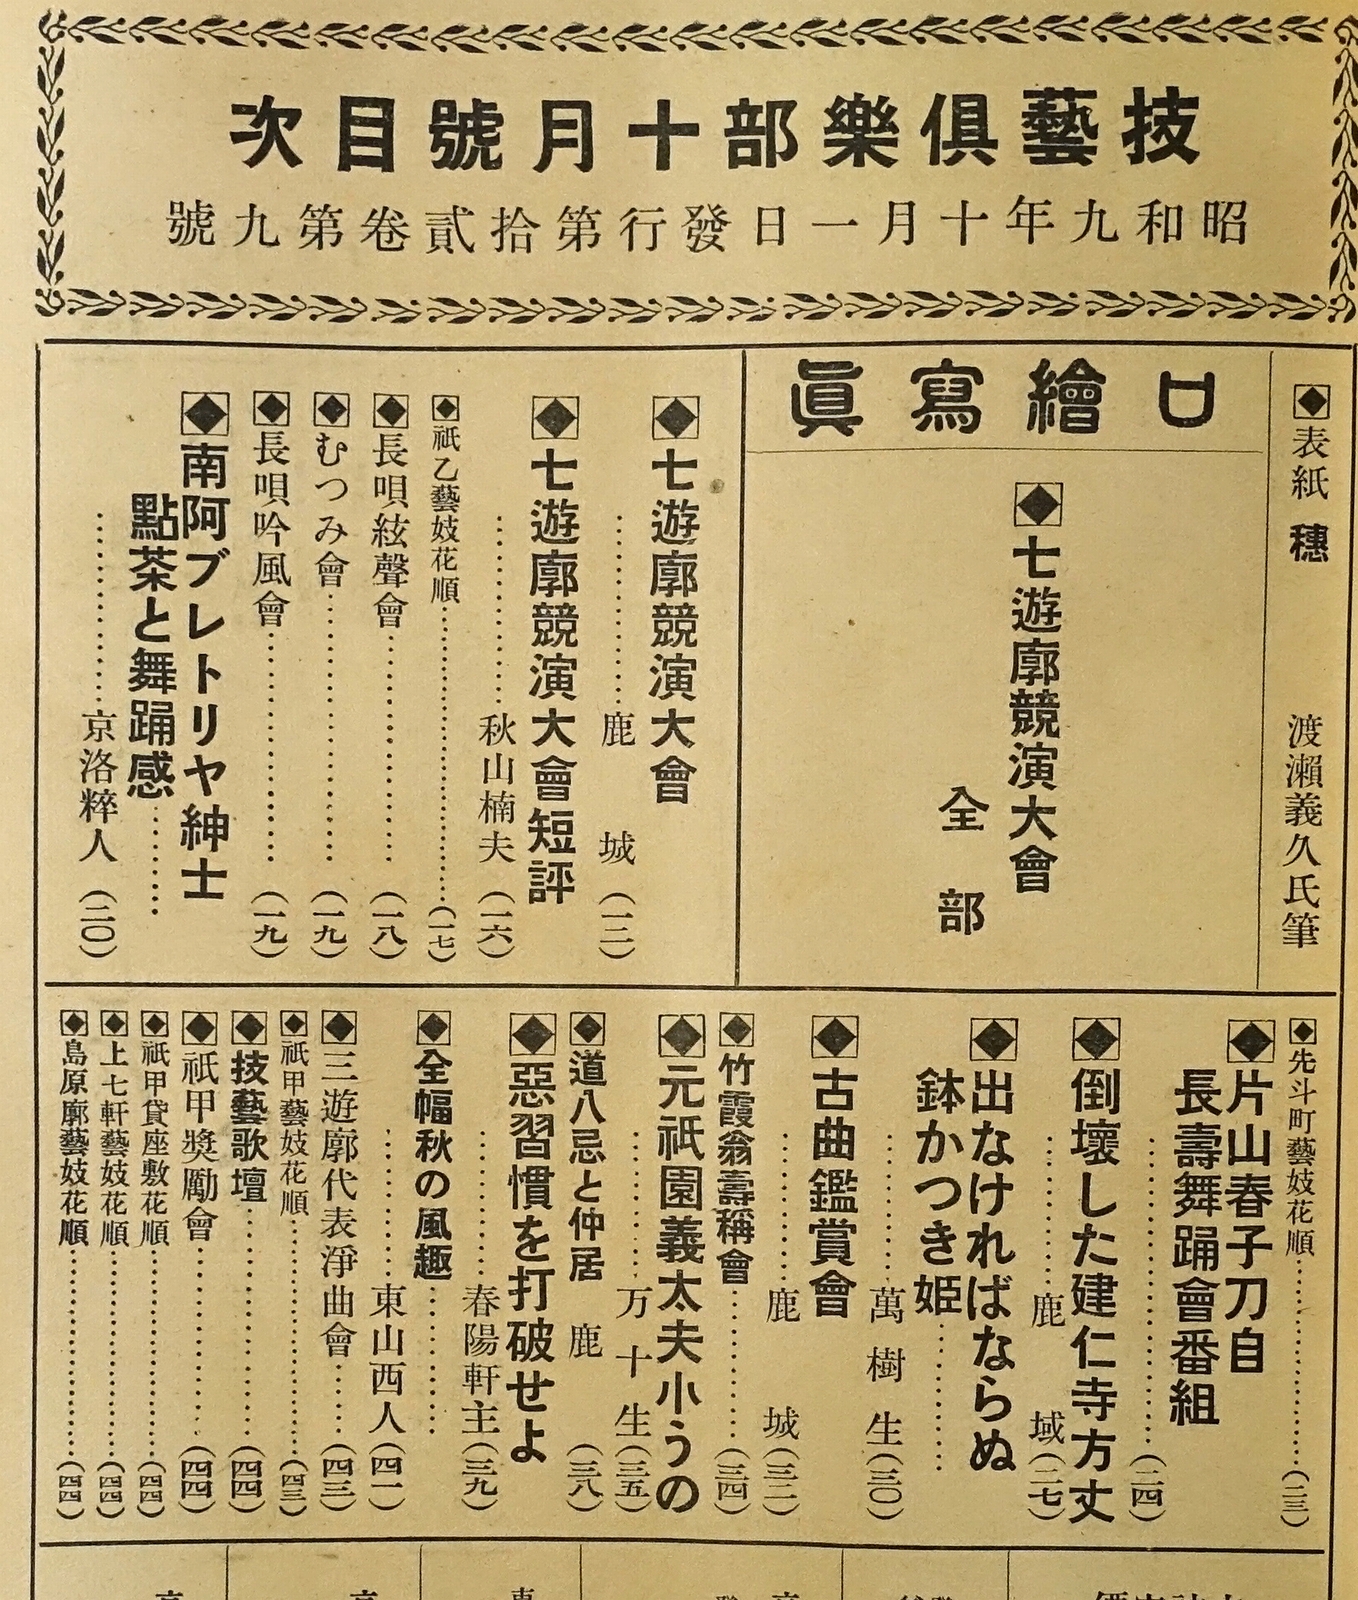 技藝俱樂部十月號目次
昭和九年十月一日發行第拾貳卷第九號
表紙 穗 渡瀨義久氏筆
口繪寫眞
七遊廓競演大會
全部
七遊廓競演大會
鹿城(一二)
七遊廓競演大會短評
秋山楠夫(一六)
祇乙藝妓花順(一七)
長唄絃聲會(一八)
むつみ會(一九)
長唄吟風會(一九)
南阿ブレトリヤ紳士
點茶と舞踊感
京洛粹人(二〇)
先斗町藝妓花順(二三)
片山春子刀自
長壽舞踊會番組
(二四)
倒壞した建仁寺方丈
鹿域(二七)
出なければならぬ
鉢かつき姫
萬樹生(三〇)
古曲鑑賞會
鹿城(三二)
竹霞翁壽稱會(三四)
元祇園義太夫小うの
万十生(三五)
道八忌と仲居 鹿(三八)
惡習慣を打破せよ
春陽軒主(三九)
全幅秋の風趣
東山西人(四一)
三遊廓代表淨曲會(四三)
祇甲藝妓花順(四三)
技藝歌壇(四四)
祇甲獎勵會(四四)
祇甲貸座敷花順(四四)
上七軒藝妓花順(四四)
島原廓藝妓花順(四四)